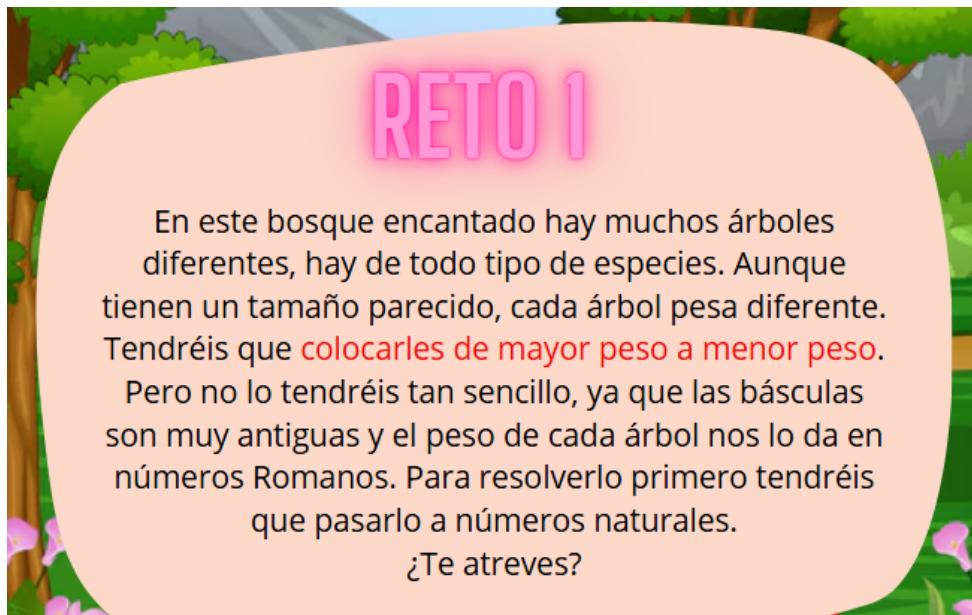 RETO 1
En este bosque encantado hay muchos árboles
diferentes, hay de todo tipo de especies. Aunque
tienen un tamaño parecido, cada árbol pesa diferente.
Tendréis que colocarles de mayor peso a menor peso.
Pero no lo tendréis tan sencillo, ya que las básculas
son muy antiguas y el peso de cada árbol nos lo da en
números Romanos. Para resolverlo primero tendréis
que pasarlo a números naturales.
¿Te atreves?